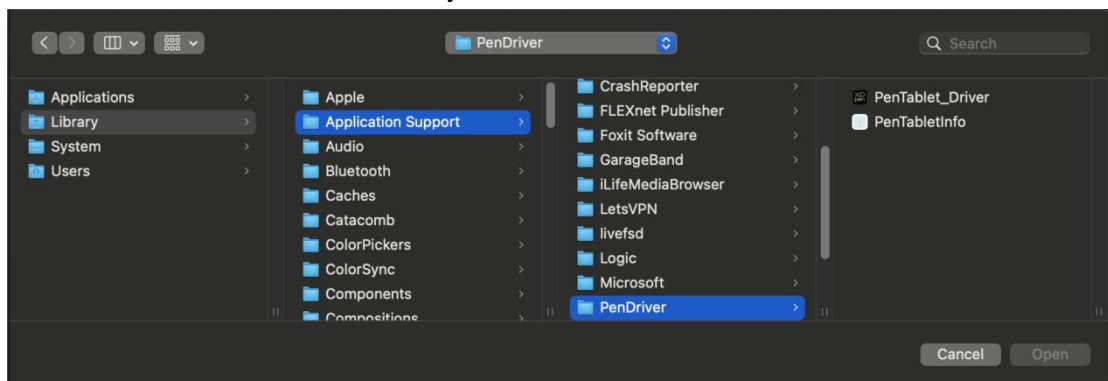 PenDriver
Search
Applications
Library
System
Users
Apple
Application Support
Audio
Bluetooth
Caches
Catacomb
ColorPickers
ColorSync
Components
Compositions
CrashReporter
FLEXnet Publisher
Foxit Software
GarageBand
iLifeMediaBrowser
LetsVPN
livefsd
Logic
Microsoft
PenDriver
PenTablet_Driver
PenTabletInfo
Cancel
Open